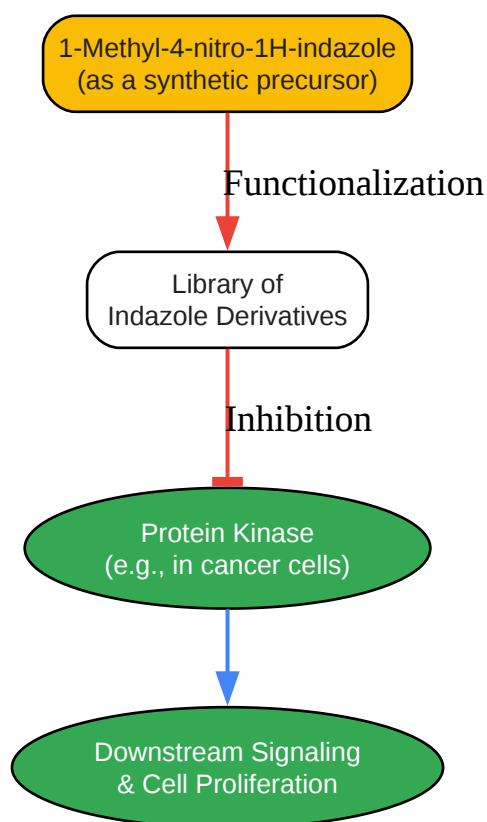 1-Methyl-4-nitro-1H-indazole
(as a synthetic precursor)
Functionalization
Library of
Indazole Derivatives
Inhibition
Protein Kinase
(e.g., in cancer cells)
Downstream Signaling
& Cell Proliferation